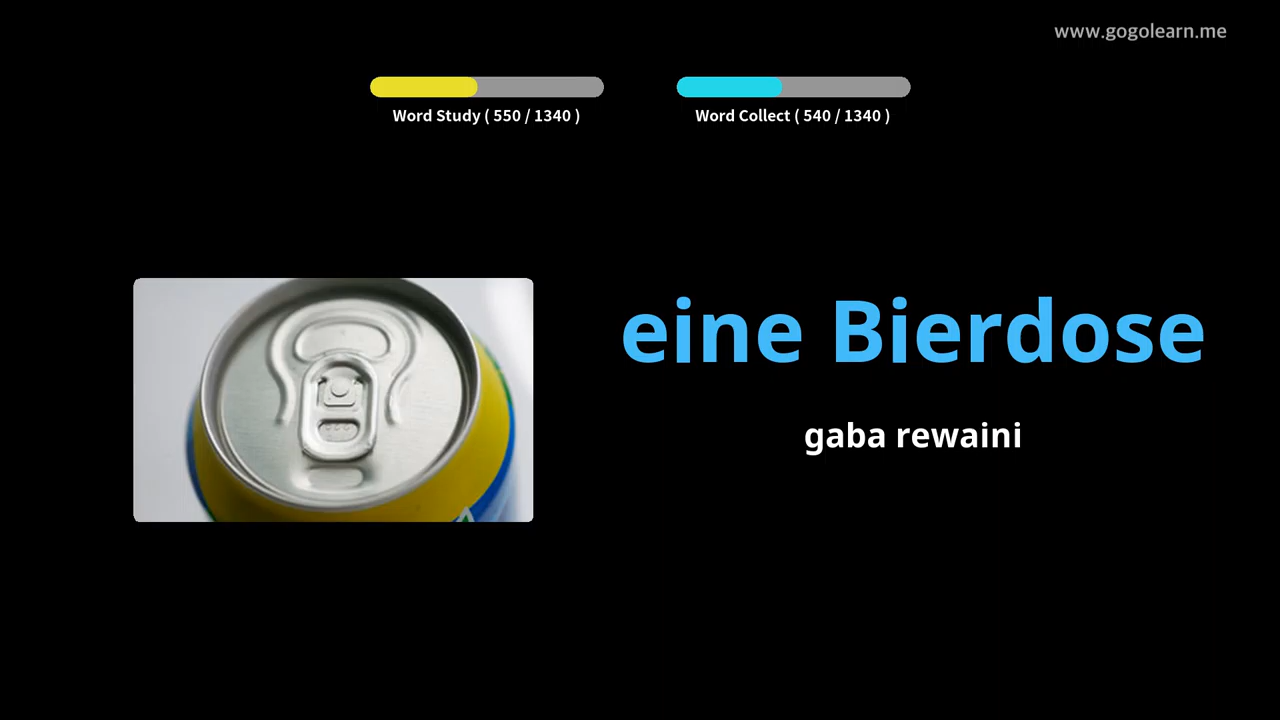 www.gogolearn.me
Word Study ( 550 / 1340 )
Word Collect ( 540 / 1340 )
eine Bierdose
gaba rewaini